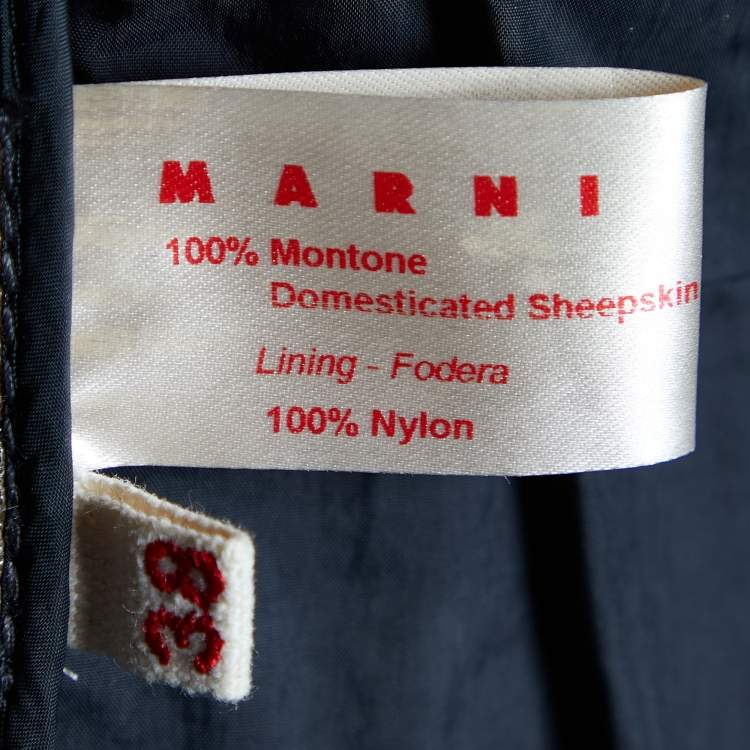 MARNI
100% Montone
Domesticated Sheepskin
Lining - Fodera
100% Nylon
38